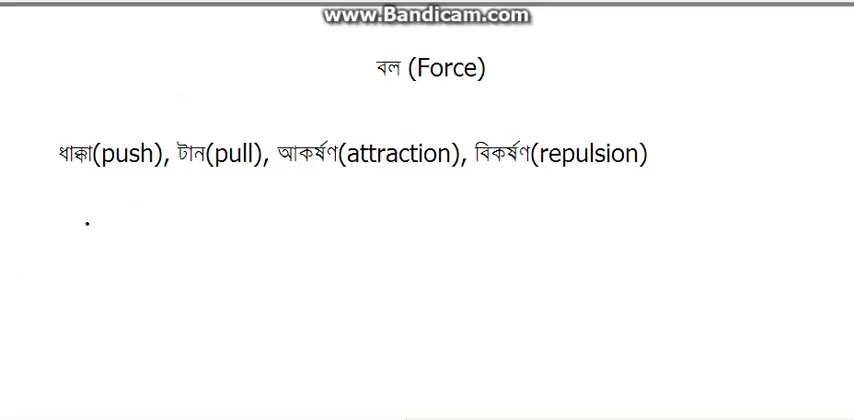 www.Bandicam.com
বল (Force)
ধাক্কা(push), টান(pull), আকর্ষণ(attraction), বিকর্ষণ(repulsion)